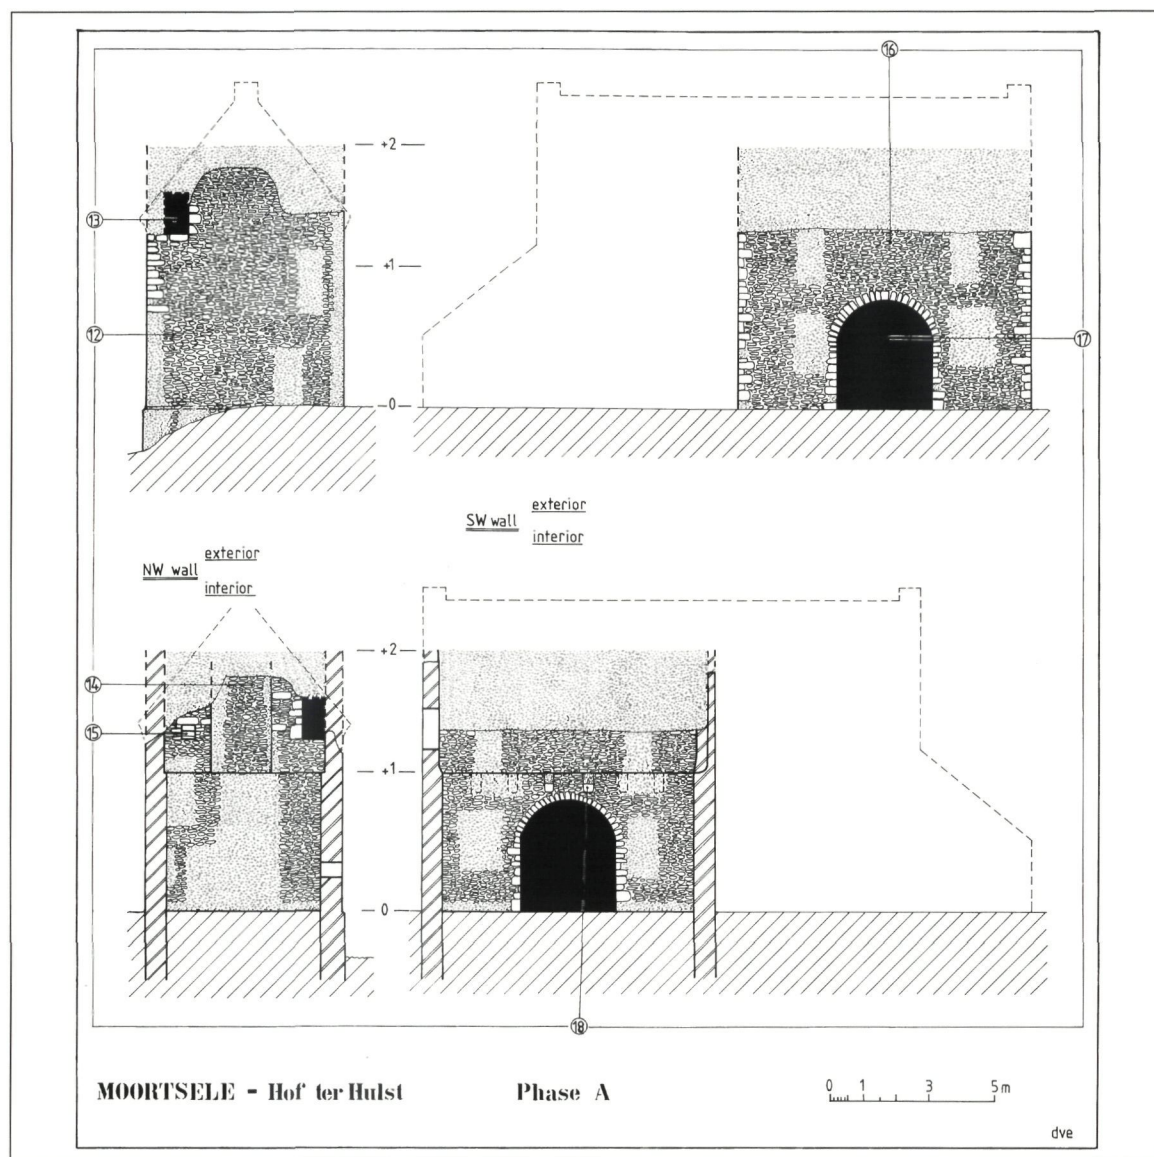 16
+2
13
+1
12
17
0
exterior
SW wall
interior
exterior
NW wall
interior
+2
14
15
+1
0
18
MOORTSELE - Hof ter Hulst Phase A
0 1 3 5m
dve